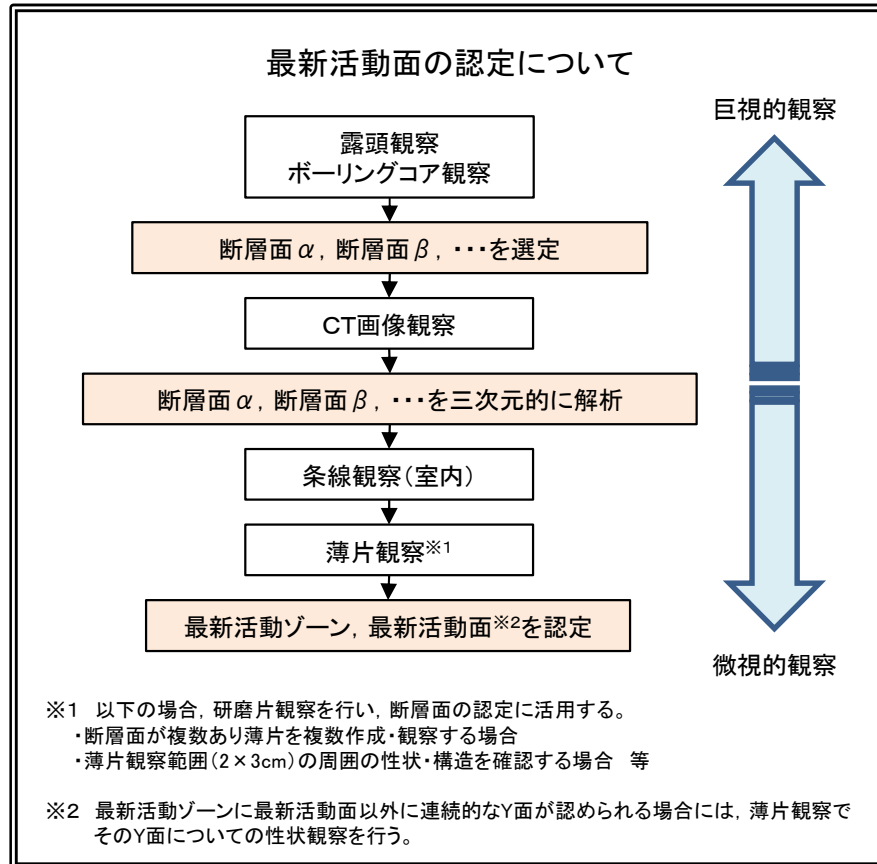 最新活動面の認定について
巨視的観察
露頭観察
ボーリングコア観察
断層面α，断層面β，・・・を選定
CT画像観察
断層面α，断層面β，・・・を三次元的に解析
条線観察（室内）
薄片観察※1
最新活動ゾーン，最新活動面※2を認定
微視的観察
※1　以下の場合，研磨片観察を行い，断層面の認定に活用する。
・断層面が複数あり薄片を複数作成・観察する場合
・薄片観察範囲（2×3cm）の周囲の性状・構造を確認する場合　等
※2　最新活動ゾーンに最新活動面以外に連続的なY面が認められる場合には，薄片観察で
そのY面についての性状観察を行う。